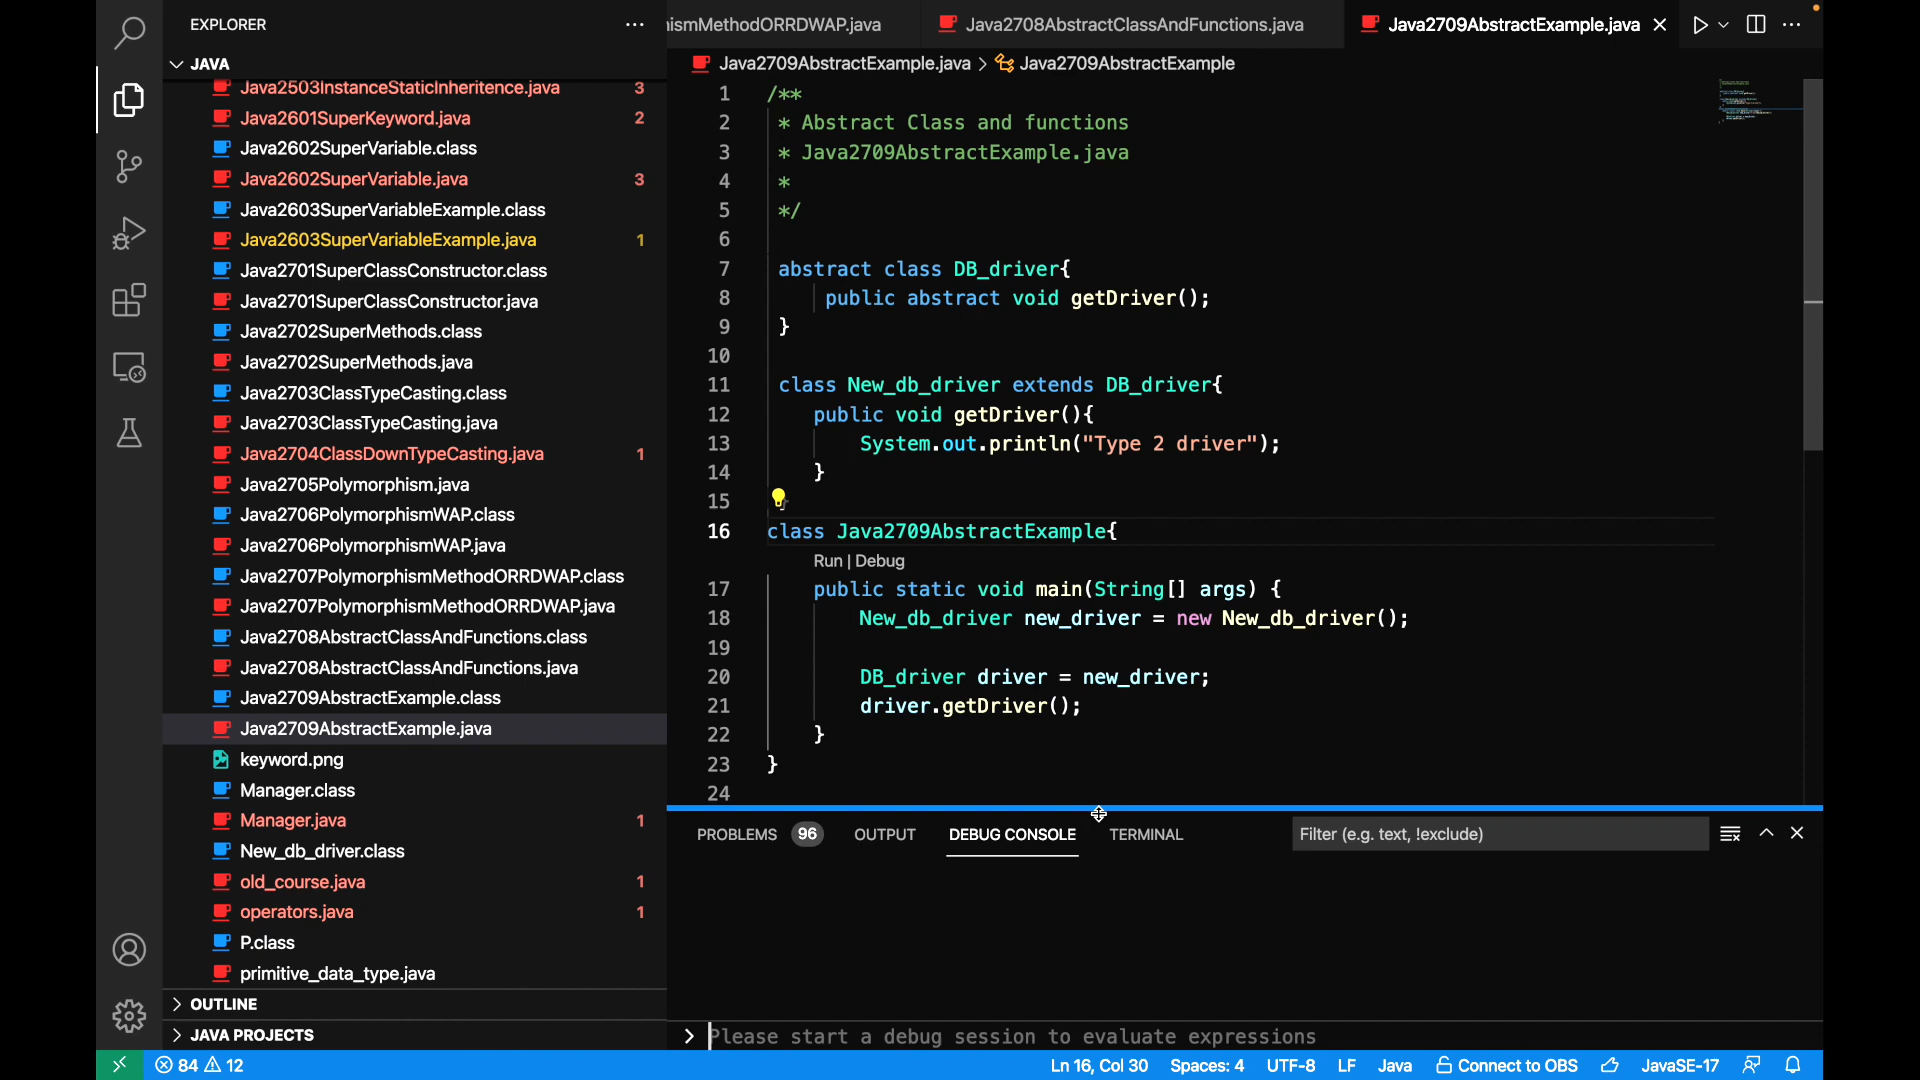 EXPLORER
JAVA
Java2503InstanceStaticInheritence.java 3
Java2601SuperKeyword.java 2
Java2602SuperVariable.class
Java2602SuperVariable.java 3
Java2603SuperVariableExample.class
Java2603SuperVariableExample.java 1
Java2701SuperClassConstructor.class
Java2701SuperClassConstructor.java
Java2702SuperMethods.class
Java2702SuperMethods.java
Java2703ClassTypeCasting.class
Java2703ClassTypeCasting.java
Java2704ClassDownTypeCasting.java 1
Java2705Polymorphism.java
Java2706PolymorphismWAP.class
Java2706PolymorphismWAP.java
Java2707PolymorphismMethodORRDWAP.class
Java2707PolymorphismMethodORRDWAP.java
Java2708AbstractClassAndFunctions.class
Java2708AbstractClassAndFunctions.java
Java2709AbstractExample.class
Java2709AbstractExample.java
keyword.png
Manager.class
Manager.java 1
New_db_driver.class
old_course.java 1
operators.java 1
P.class
primitive_data_type.java
OUTLINE
JAVA PROJECTS
ismMethodORRDWAP.java Java2708AbstractClassAndFunctions.java Java2709AbstractExample.java
Java2709AbstractExample.java > Java2709AbstractExample
1 /**
2 * Abstract Class and functions
3 * Java2709AbstractExample.java
4 *
5 */
6
7 abstract class DB_driver{
8 public abstract void getDriver();
9 }
10
11 class New_db_driver extends DB_driver{
12 public void getDriver(){
13 System.out.println("Type 2 driver");
14 }
15
16 class Java2709AbstractExample{
Run | Debug
17 public static void main(String[] args) {
18 New_db_driver new_driver = new New_db_driver();
19
20 DB_driver driver = new_driver;
21 driver.getDriver();
22 }
23 }
24
PROBLEMS 96 OUTPUT DEBUG CONSOLE TERMINAL Filter (e.g. text, !exclude)
> Please start a debug session to evaluate expressions
84 12 Ln 16, Col 30 Spaces: 4 UTF-8 LF Java Connect to OBS JavaSE-17